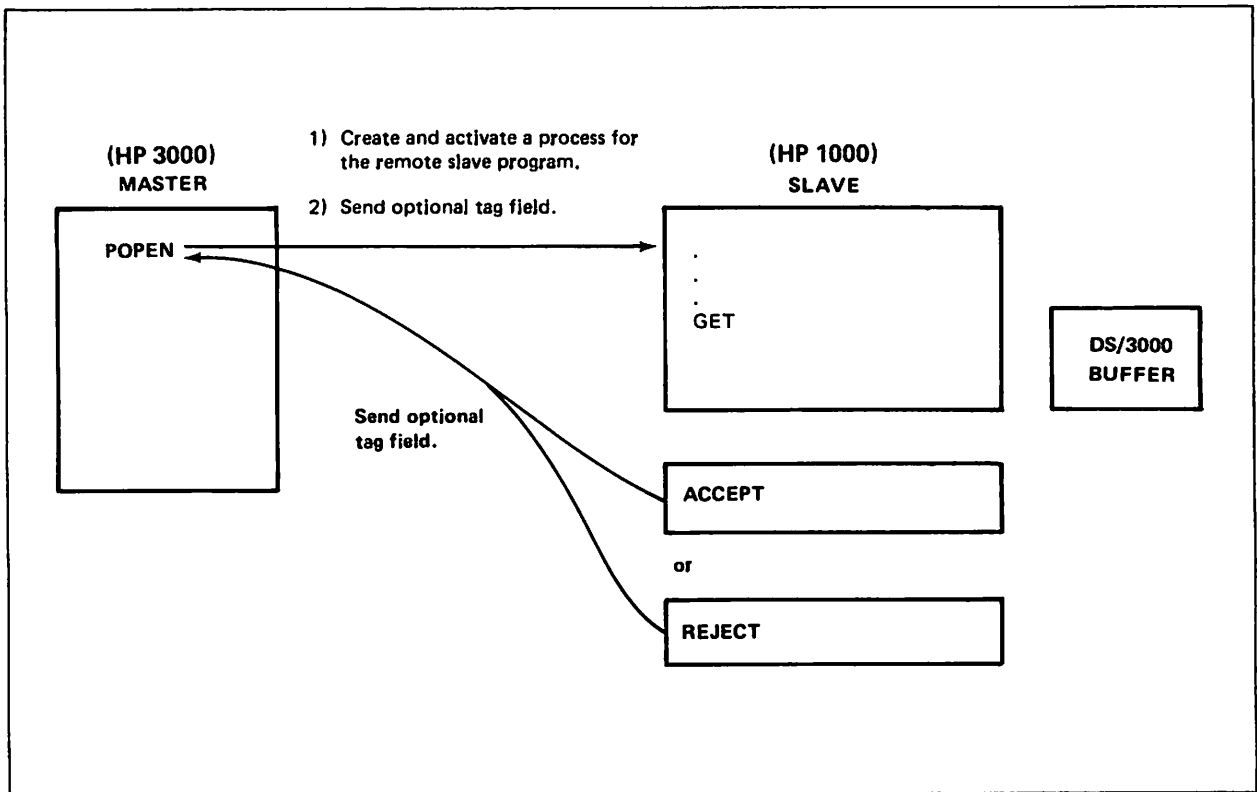 (HP 3000)
MASTER
POPEN
1) Create and activate a process for
the remote slave program.
2) Send optional tag field.
(HP 1000)
SLAVE
.
.
.
GET
DS/3000
BUFFER
Send optional
tag field.
ACCEPT
or
REJECT